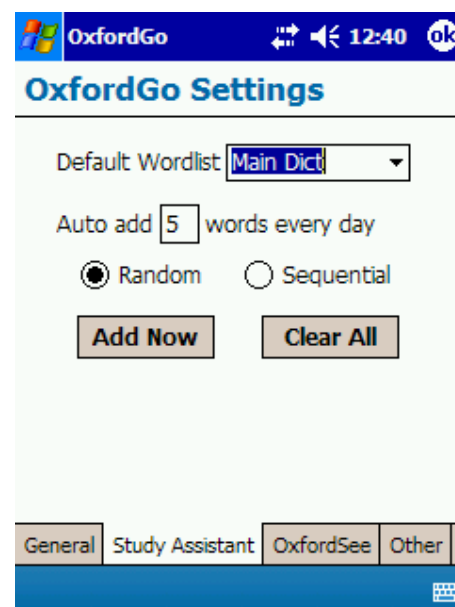 OxfordGo 12:40 ok
OxfordGo Settings
Default Wordlist Main Dict
Auto add 5 words every day
Random Sequential
Add Now Clear All
General Study Assistant OxfordSee Other